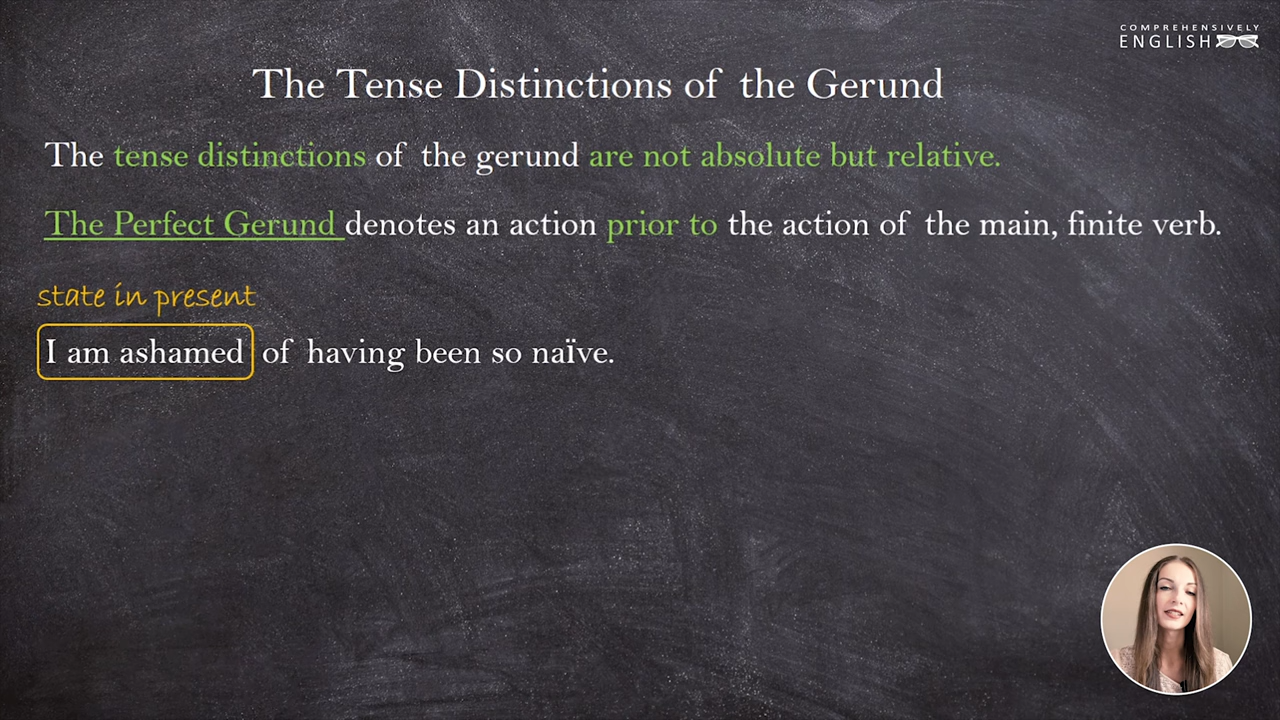 COMPREHENSIVELY
ENGLISH
The Tense Distinctions of the Gerund
The tense distinctions of the gerund are not absolute but relative.
The Perfect Gerund denotes an action prior to the action of the main, finite verb.
state in present
I am ashamed of having been so naïve.